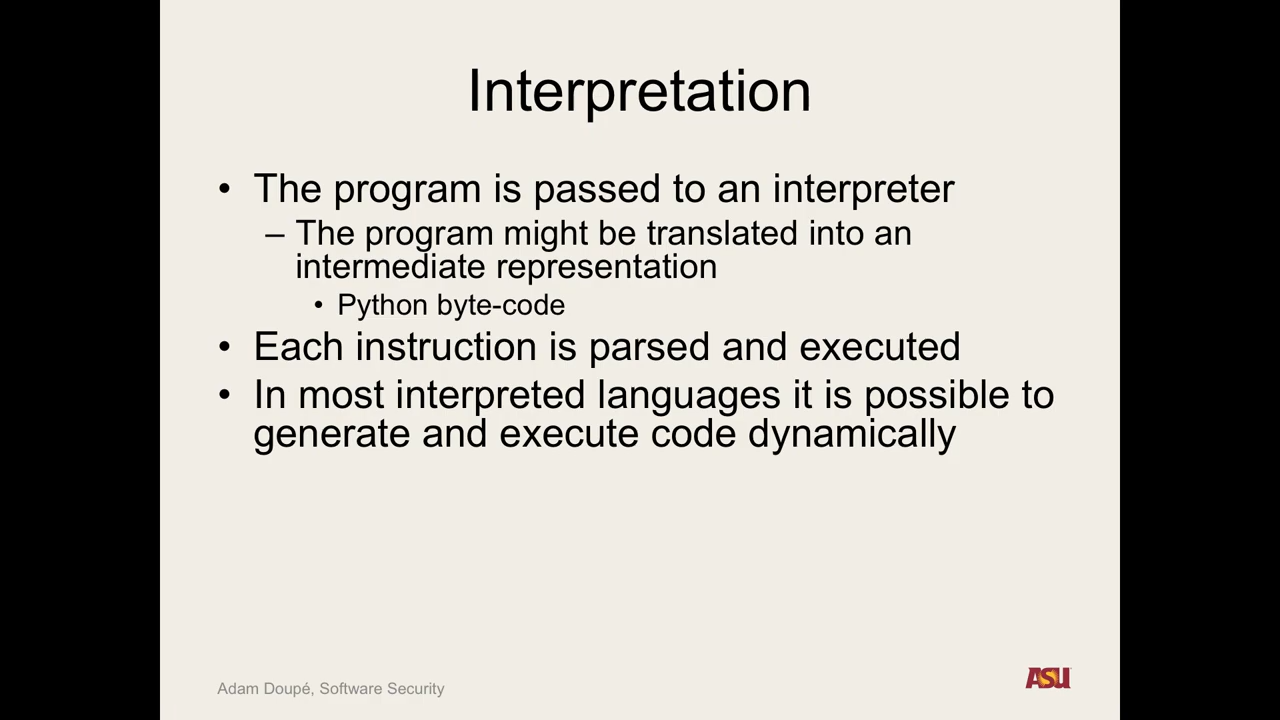 Interpretation
• The program is passed to an interpreter
– The program might be translated into an
intermediate representation
• Python byte-code
• Each instruction is parsed and executed
• In most interpreted languages it is possible to
generate and execute code dynamically
Adam Doupé, Software Security
ASU